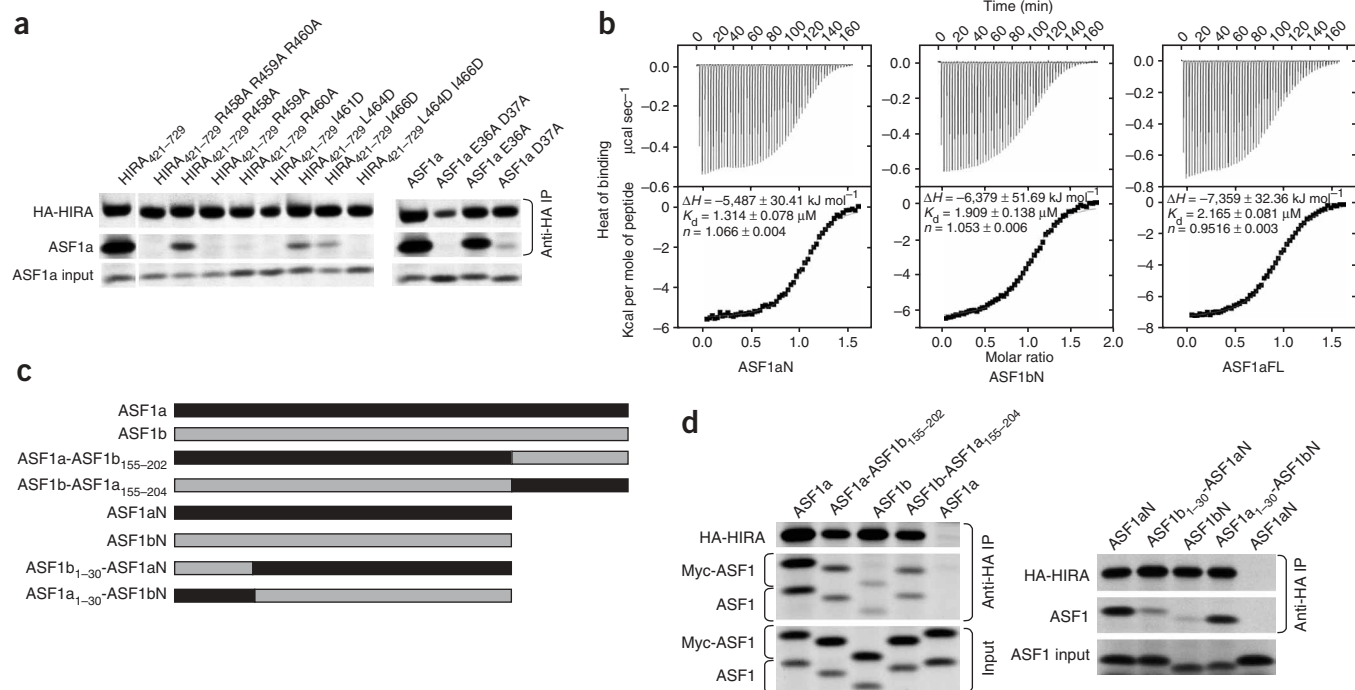 a
HIRA421–729
HIRA421–729 R458A R459A R460A
HIRA421–729 R458A
HIRA421–729 R459A
HIRA421–729 R460A
HIRA421–729 I461D
HIRA421–729 L464D
HIRA421–729 I466D
HIRA421–729 L464D I466D
ASF1a
ASF1a E36A D37A
ASF1a E36A
ASF1a D37A
HA-HIRA
ASF1a
ASF1a input
Anti-HA IP
b
Time (min)
0 20 40 60 80 100 120 140 160
0 20 40 60 80 100 120 140 160
0 20 40 60 80 100 120 140 160
µcal sec–1
0.0
–0.2
–0.4
–0.6
–0.8
0.0
–0.2
–0.4
–0.6
0.0
–0.2
–0.4
–0.6
Heat of binding
Kcal per mole of peptide
0
–2
–4
–6
ΔH = –5,487 ± 30.41 kJ mol–1
Kd = 1.314 ± 0.078 µM
n = 1.066 ± 0.004
0.0 0.5 1.0 1.5
ASF1aN
0
–2
–4
–6
ΔH = –6,379 ± 51.69 kJ mol–1
Kd = 1.909 ± 0.138 µM
n = 1.053 ± 0.006
0.0 0.5 1.0 1.5 2.0
Molar ratio
ASF1bN
0
–2
–4
–6
–8
ΔH = –7,359 ± 32.36 kJ mol–1
Kd = 2.165 ± 0.081 µM
n = 0.9516 ± 0.003
0.0 0.5 1.0 1.5
ASF1aFL
c
ASF1a
ASF1b
ASF1a-ASF1b155–202
ASF1b-ASF1a155–204
ASF1aN
ASF1bN
ASF1b1–30-ASF1aN
ASF1a1–30-ASF1bN
d
ASF1a
ASF1a-ASF1b155–202
ASF1b
ASF1b-ASF1a155–204
ASF1a
HA-HIRA
Myc-ASF1
ASF1
Anti-HA IP
Myc-ASF1
ASF1
Input
ASF1aN
ASF1b1–30-ASF1aN
ASF1bN
ASF1a1–30-ASF1bN
ASF1aN
HA-HIRA
ASF1
ASF1 input
Anti-HA IP